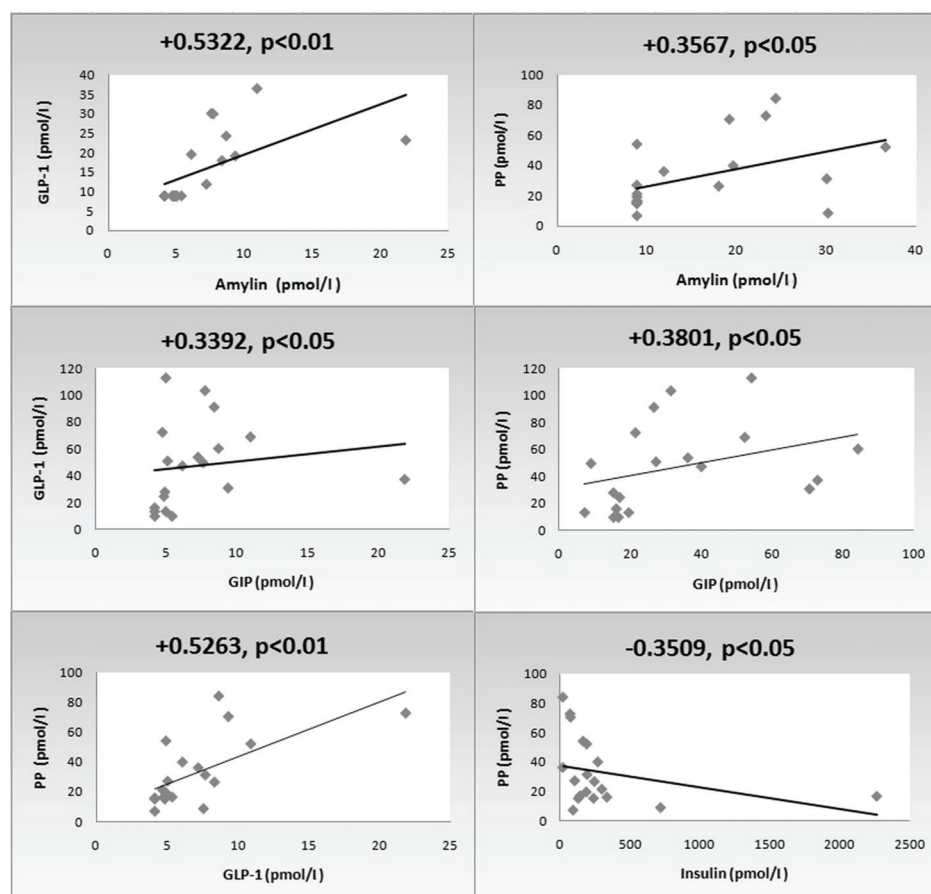 +0.5322, p<0.01
40
35
30
25
20
15
10
5
0
GLP-1 (pmol/l)
0 5 10 15 20 25
Amylin (pmol/l)
+0.3567, p<0.05
100
80
60
40
20
0
PP (pmol/l)
0 10 20 30 40
Amylin (pmol/l)
+0.3392, p<0.05
120
100
80
60
40
20
0
GLP-1 (pmol/l)
0 5 10 15 20 25
GIP (pmol/l)
+0.3801, p<0.05
120
100
80
60
40
20
0
PP (pmol/l)
0 20 40 60 80 100
GIP (pmol/l)
+0.5263, p<0.01
100
80
60
40
20
0
PP (pmol/l)
0 5 10 15 20 25
GLP-1 (pmol/l)
-0.3509, p<0.05
100
80
60
40
20
0
PP (pmol/l)
0 500 1000 1500 2000 2500
Insulin (pmol/l)